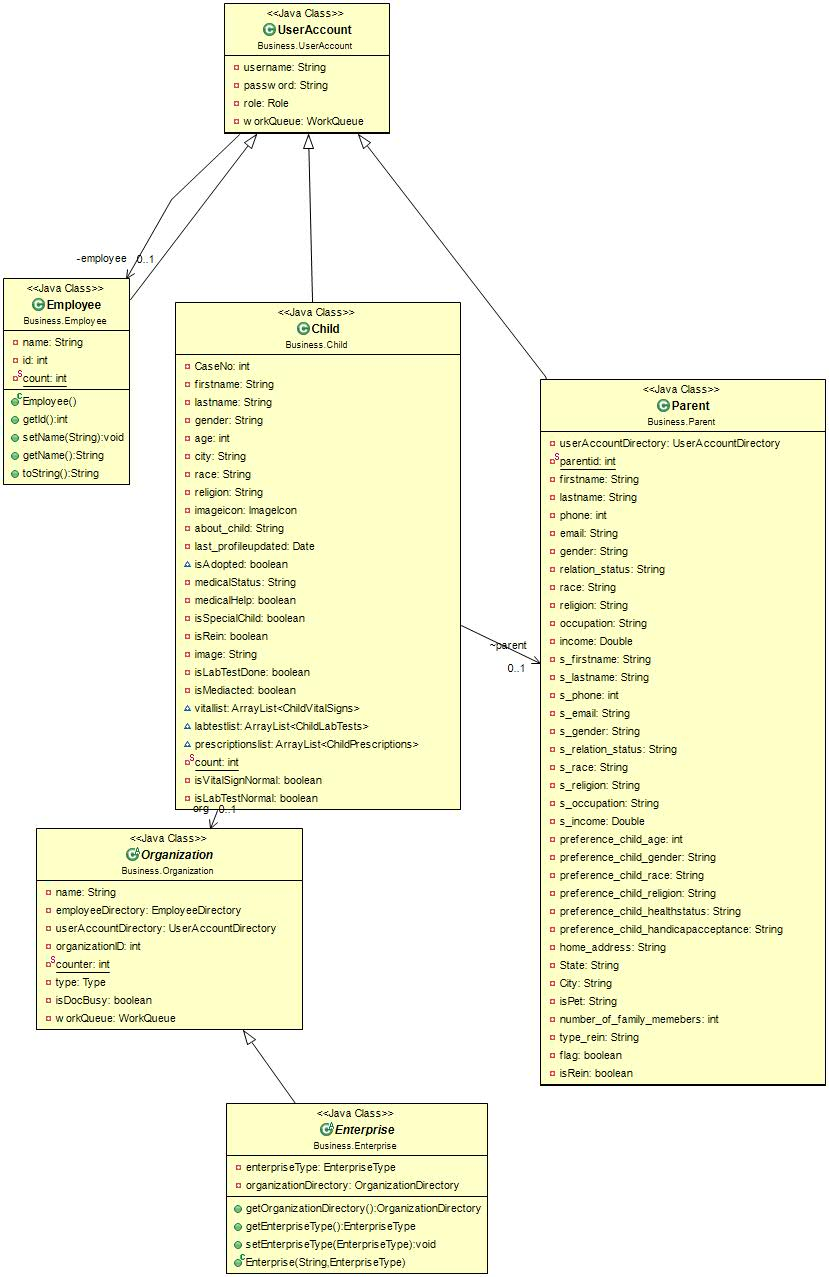 <<Java Class>>
UserAccount
Business.UserAccount
username: String
password: String
role: Role
workQueue: WorkQueue
-employee 0..1
<<Java Class>>
Employee
Business.Employee
name: String
id: int
count: int
Employee()
getId():int
setName(String):void
getName():String
toString():String
<<Java Class>>
Child
Business.Child
CaseNo: int
firstname: String
lastname: String
gender: String
age: int
city: String
race: String
religion: String
imageicon: ImageIcon
about_child: String
last_profileupdated: Date
isAdopted: boolean
medicalStatus: String
medicalHelp: boolean
isSpecialChild: boolean
isRein: boolean
image: String
isLabTestDone: boolean
isMediacted: boolean
vitallist: ArrayList<ChildVitalSigns>
labtestlist: ArrayList<ChildLabTests>
prescriptionslist: ArrayList<ChildPrescriptions>
count: int
isVitalSignNormal: boolean
isLabTestNormal: boolean
~parent
0..1
<<Java Class>>
Parent
Business.Parent
userAccountDirectory: UserAccountDirectory
parentid: int
firstname: String
lastname: String
phone: int
email: String
gender: String
relation_status: String
race: String
religion: String
occupation: String
income: Double
s_firstname: String
s_lastname: String
s_phone: int
s_email: String
s_gender: String
s_relation_status: String
s_race: String
s_religion: String
s_occupation: String
s_income: Double
preference_child_age: int
preference_child_gender: String
preference_child_race: String
preference_child_religion: String
preference_child_healthstatus: String
preference_child_handicapacceptance: String
home_address: String
State: String
City: String
isPet: String
number_of_family_memebers: int
type_rein: String
flag: boolean
isRein: boolean
org 0..1
<<Java Class>>
Organization
Business.Organization
name: String
employeeDirectory: EmployeeDirectory
userAccountDirectory: UserAccountDirectory
organizationID: int
counter: int
type: Type
isDocBusy: boolean
workQueue: WorkQueue
<<Java Class>>
Enterprise
Business.Enterprise
enterpriseType: EnterpriseType
organizationDirectory: OrganizationDirectory
getOrganizationDirectory():OrganizationDirectory
getEnterpriseType():EnterpriseType
setEnterpriseType(EnterpriseType):void
Enterprise(String,EnterpriseType)